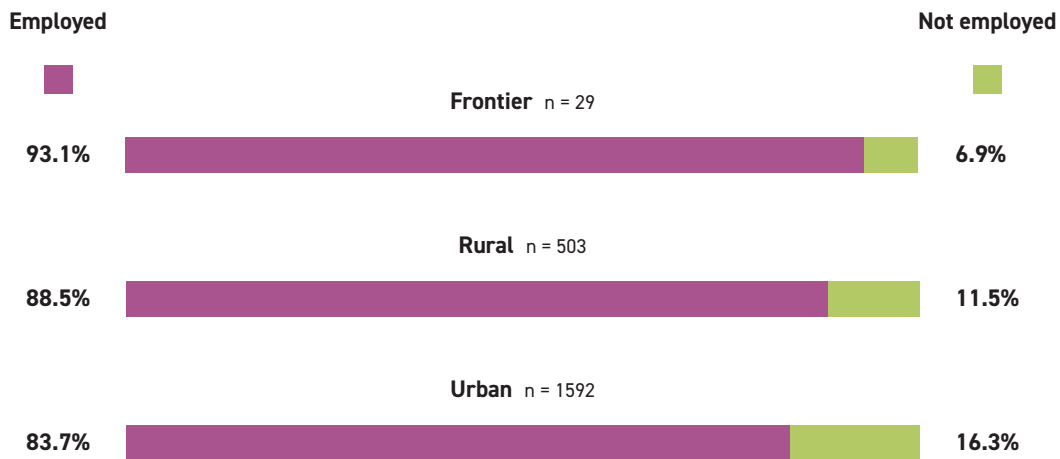 Employed Not employed
Frontier n = 29
93.1% 6.9%
Rural n = 503
88.5% 11.5%
Urban n = 1592
83.7% 16.3%